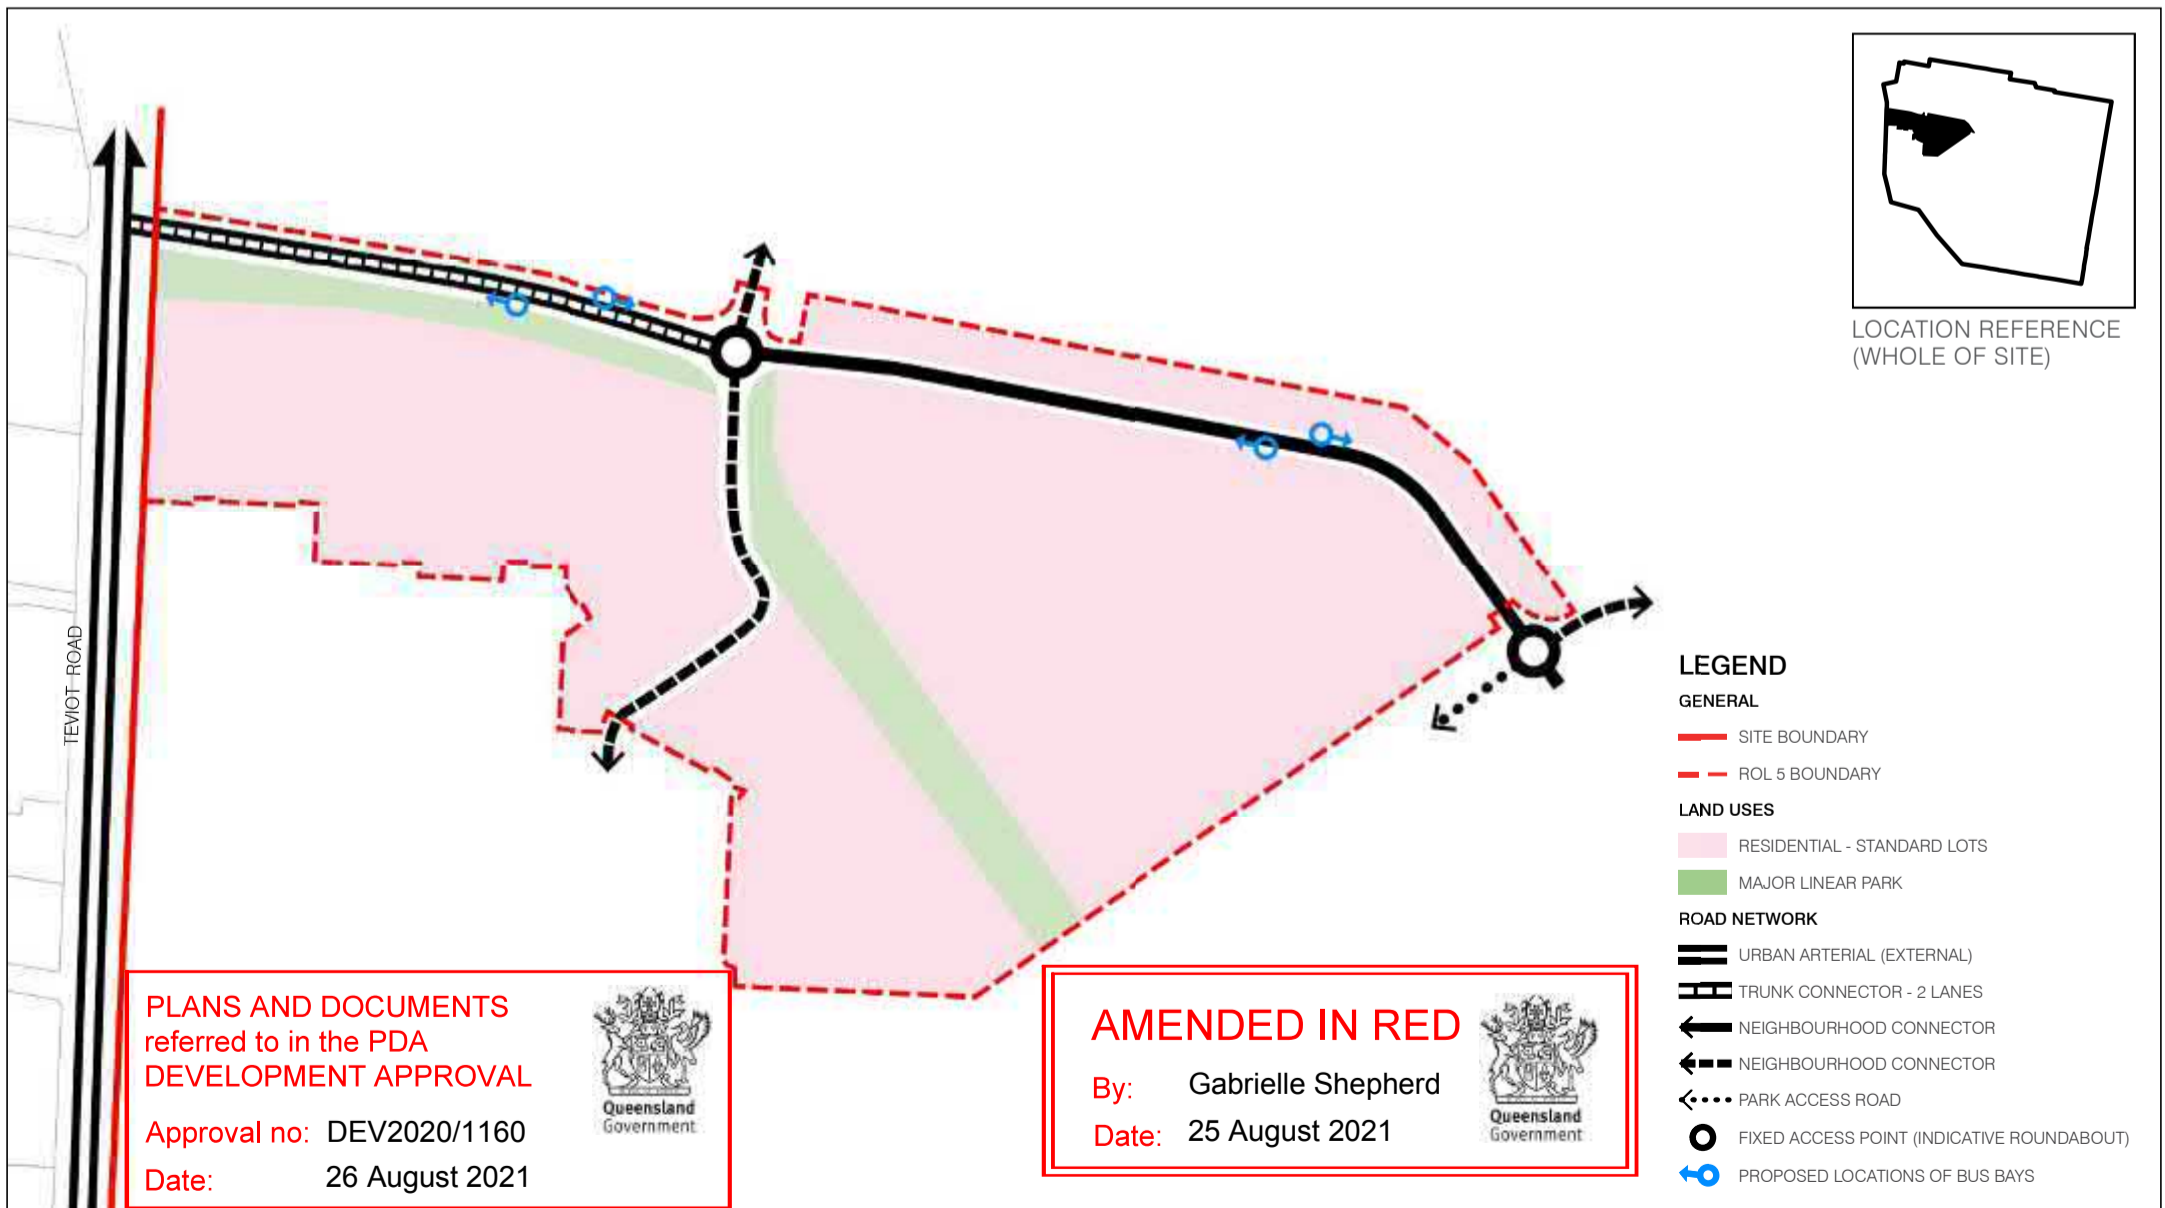 LOCATION REFERENCE
(WHOLE OF SITE)
TEVIOT ROAD
LEGEND
GENERAL
SITE BOUNDARY
ROL 5 BOUNDARY
LAND USES
RESIDENTIAL - STANDARD LOTS
MAJOR LINEAR PARK
ROAD NETWORK
URBAN ARTERIAL (EXTERNAL)
TRUNK CONNECTOR - 2 LANES
NEIGHBOURHOOD CONNECTOR
NEIGHBOURHOOD CONNECTOR
PARK ACCESS ROAD
FIXED ACCESS POINT (INDICATIVE ROUNDABOUT)
PROPOSED LOCATIONS OF BUS BAYS
PLANS AND DOCUMENTS
referred to in the PDA
DEVELOPMENT APPROVAL
Approval no: DEV2020/1160
Date: 26 August 2021
Queensland
Government
AMENDED IN RED
By: Gabrielle Shepherd
Date: 25 August 2021
Queensland
Government